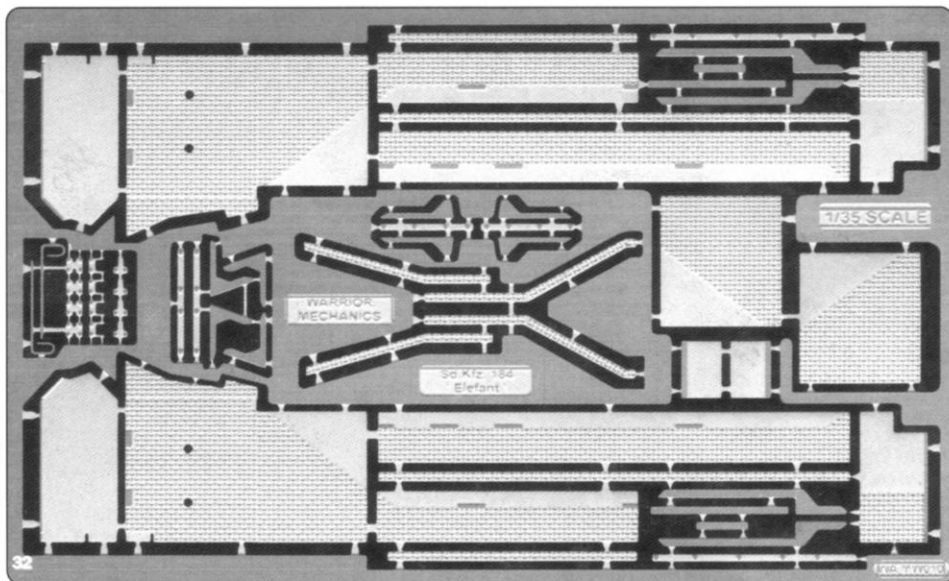 1/35 SCALE
WARRIOR
MECHANICS
Sd.Kfz. 184
Elefant
32